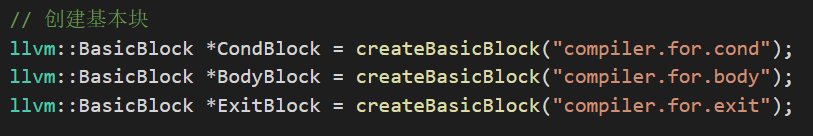 // 创建基本块
llvm::BasicBlock *CondBlock = createBasicBlock("compiler.for.cond");
llvm::BasicBlock *BodyBlock = createBasicBlock("compiler.for.body");
llvm::BasicBlock *ExitBlock = createBasicBlock("compiler.for.exit");